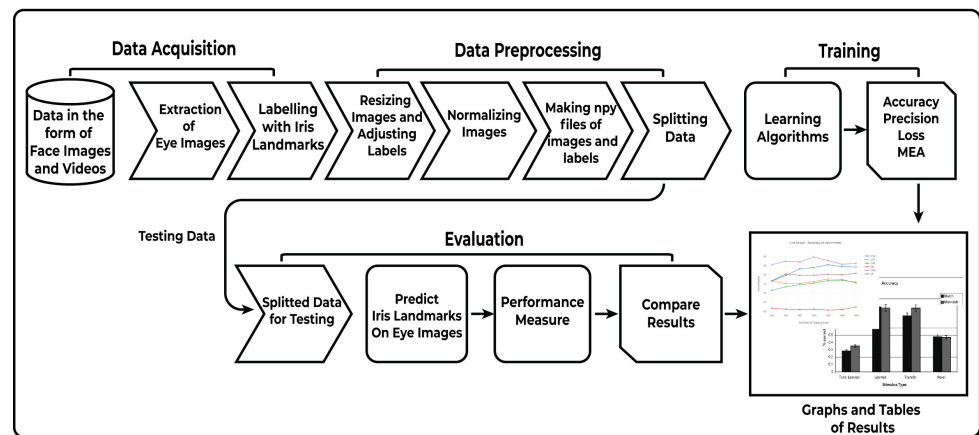 Data Acquisition
Data Preprocessing
Training
Data in the
form of
Face Images
and Videos
Extraction
of
Eye Images
Labelling
with Iris
Landmarks
Resizing
Images and
Adjusting
Labels
Normalizing
Images
Making npy
files of
images and
labels
Splitting
Data
Learning
Algorithms
Accuracy
Precision
Loss
MEA
Testing Data
Evaluation
Splitted Data
for Testing
Predict
Iris Landmarks
On Eye Images
Performance
Measure
Compare
Results
Accuracy
Stimulus Type
Graphs and Tables
of Results